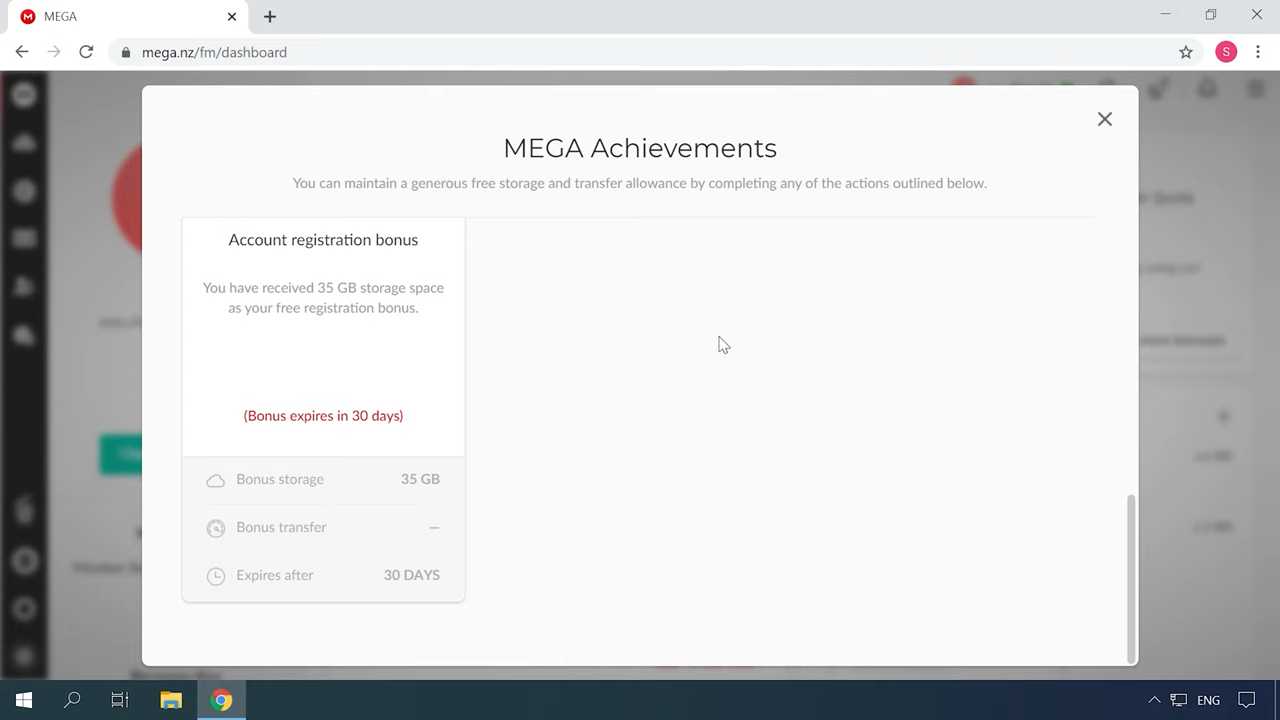 MEGA
mega.nz/fm/dashboard
S
MEGA Achievements
You can maintain a generous free storage and transfer allowance by completing any of the actions outlined below.
Account registration bonus
You have received 35 GB storage space
as your free registration bonus.
(Bonus expires in 30 days)
Bonus storage 35 GB
Bonus transfer –
Expires after 30 DAYS
ENG